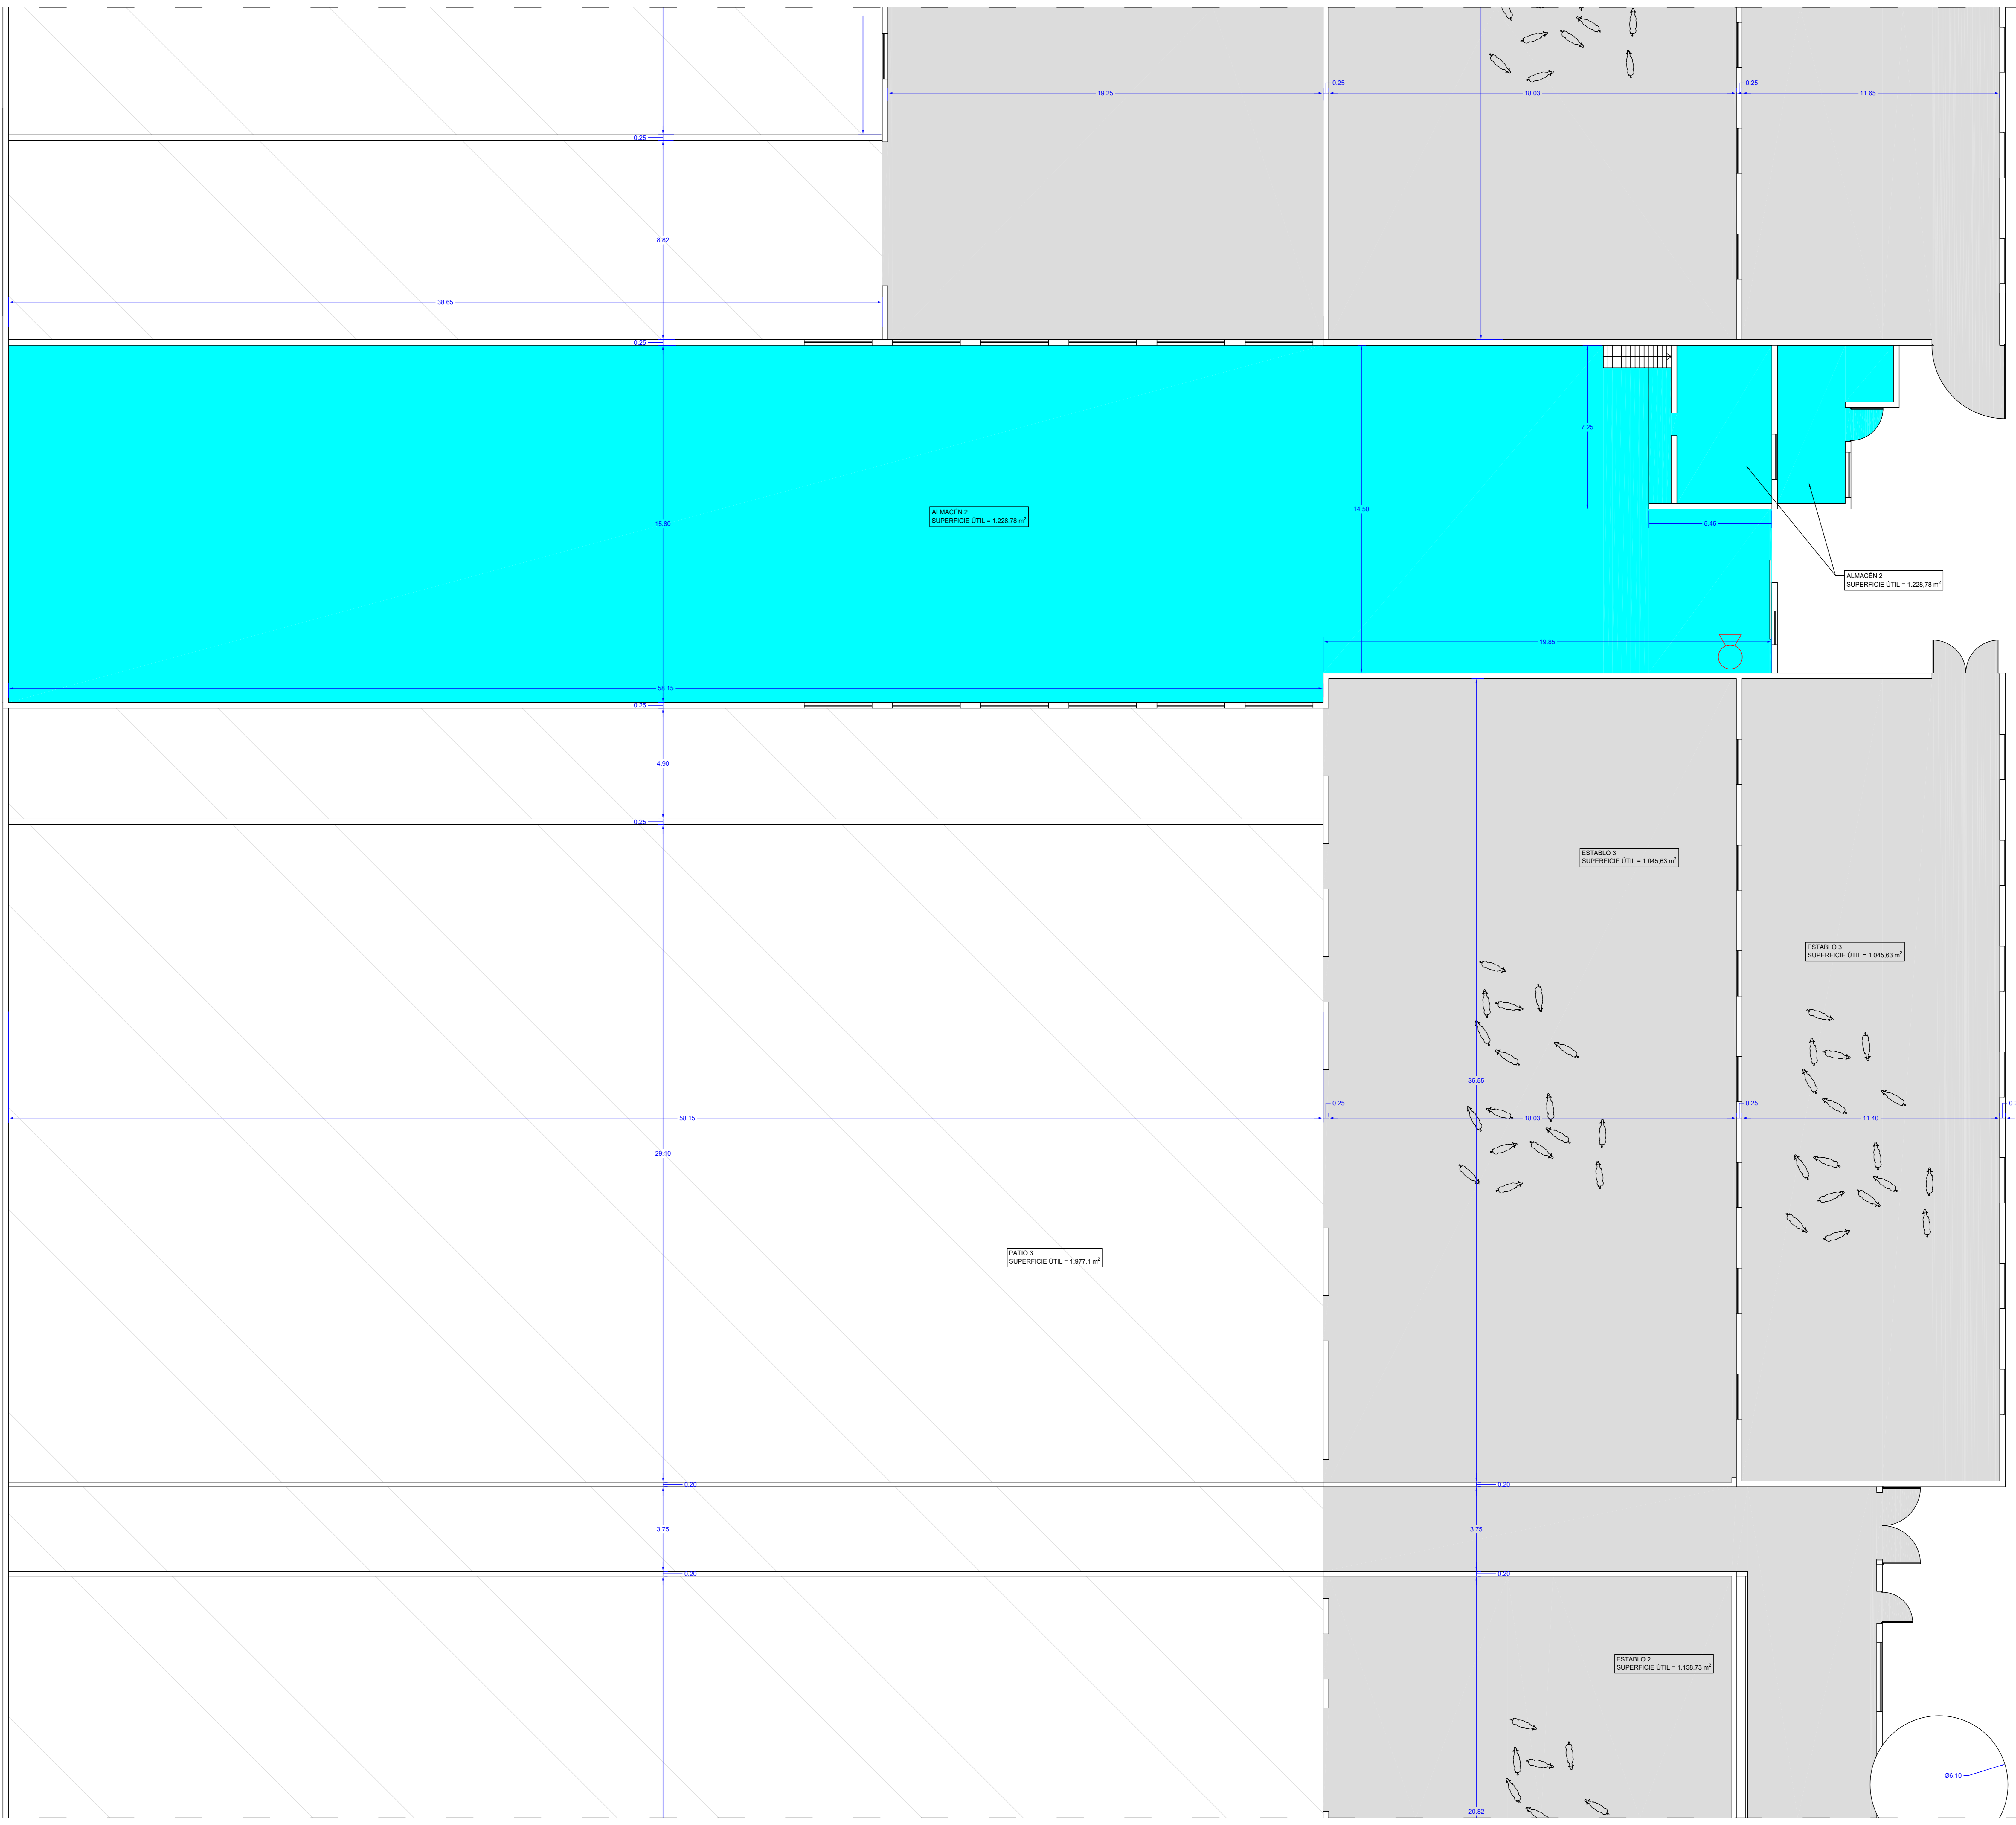 0.25
0.25
19.25
18.03
11.65
0.25
8.82
38.65
0.25
7.25
14.50
ALMACÉN 2
SUPERFICIE ÚTIL = 1.228,78 m²
15.80
5.45
ALMACÉN 2
SUPERFICIE ÚTIL = 1.228,78 m²
19.85
58.15
0.25
4.90
0.25
ESTABLO 3
SUPERFICIE ÚTIL = 1.045,63 m²
ESTABLO 3
SUPERFICIE ÚTIL = 1.045,63 m²
35.55
0.25
0.25
58.15
18.03
11.40
29.10
PATIO 3
SUPERFICIE ÚTIL = 1.977,1 m²
0.20
0.20
3.75
3.75
0.20
0.20
ESTABLO 2
SUPERFICIE ÚTIL = 1.158,73 m²
Ø6.10
20.82